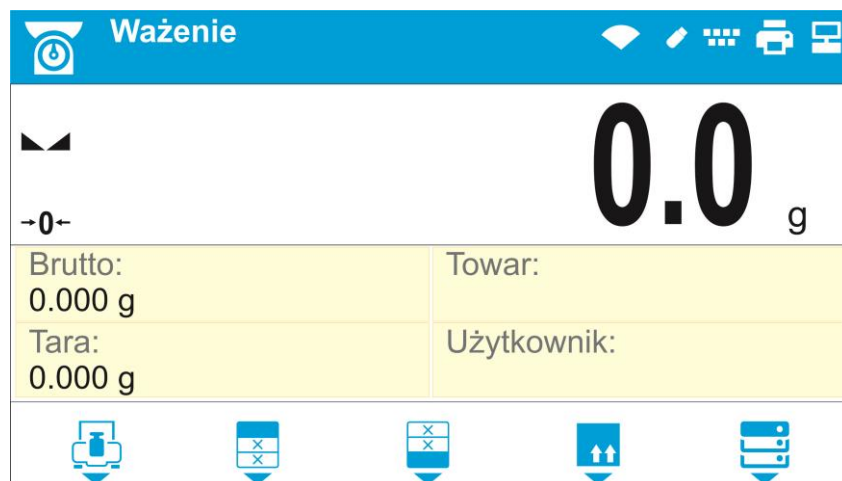 Ważenie
0.0 g
→0←
Brutto:
0.000 g
Towar:
Tara:
0.000 g
Użytkownik: